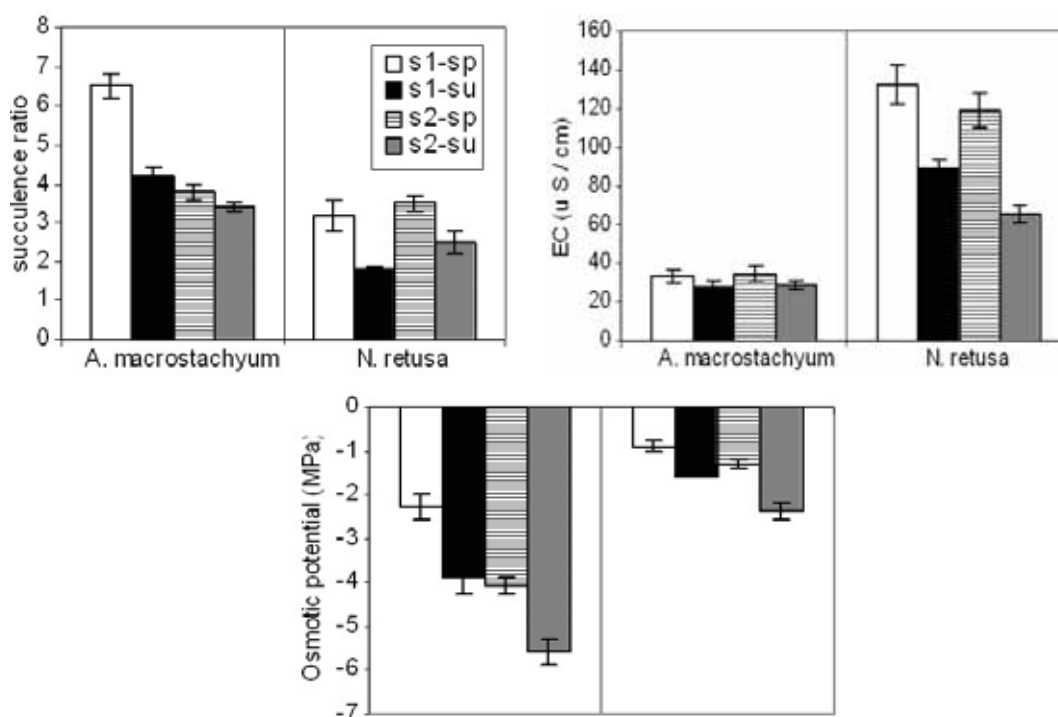 succulence ratio
8
7
6
5
4
3
2
1
0
A. macrostachyum N. retusa
s1-sp
s1-su
s2-sp
s2-su
EC (u S / cm)
160
140
120
100
80
60
40
20
0
A. macrostachyum N. retusa
Osmotic potential (MPa)
0
-1
-2
-3
-4
-5
-6
-7